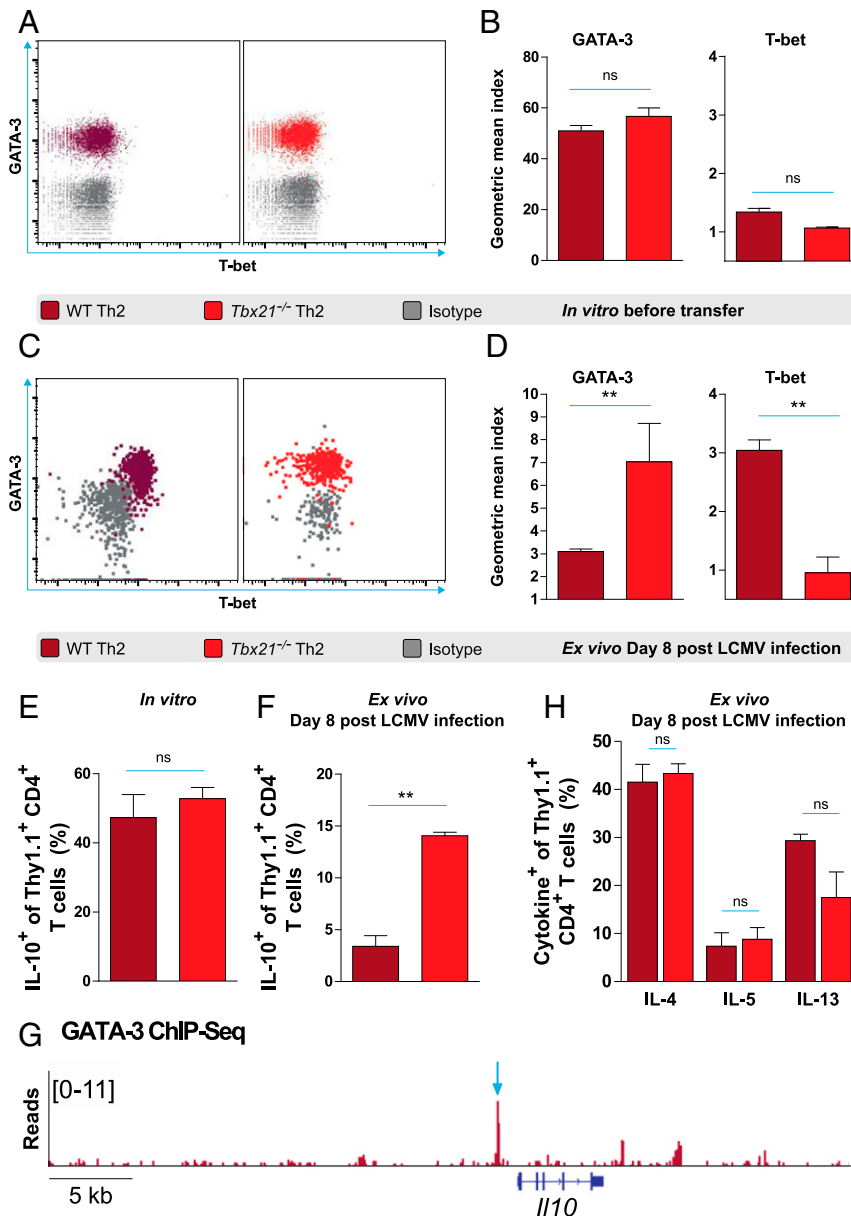 A
GATA-3
T-bet
B
GATA-3
T-bet
Geometric mean index
80
60
40
20
0
ns
4
3
2
1
ns
WT Th2
Tbx21-/- Th2
Isotype
In vitro before transfer
C
GATA-3
T-bet
D
GATA-3
T-bet
Geometric mean index
10
9
8
7
6
5
4
3
2
1
**
4
3
2
1
**
WT Th2
Tbx21-/- Th2
Isotype
Ex vivo Day 8 post LCMV infection
E
In vitro
IL-10+ of Thy1.1+ CD4+
T cells (%)
60
40
20
0
ns
F
Ex vivo
Day 8 post LCMV infection
IL-10+ of Thy1.1+ CD4+
T cells (%)
20
15
10
5
0
**
H
Ex vivo
Day 8 post LCMV infection
Cytokine+ of Thy1.1+
CD4+ T cells (%)
50
40
30
20
10
0
ns
ns
ns
IL-4
IL-5
IL-13
G
GATA-3 ChIP-Seq
Reads
[0-11]
5 kb
Il10